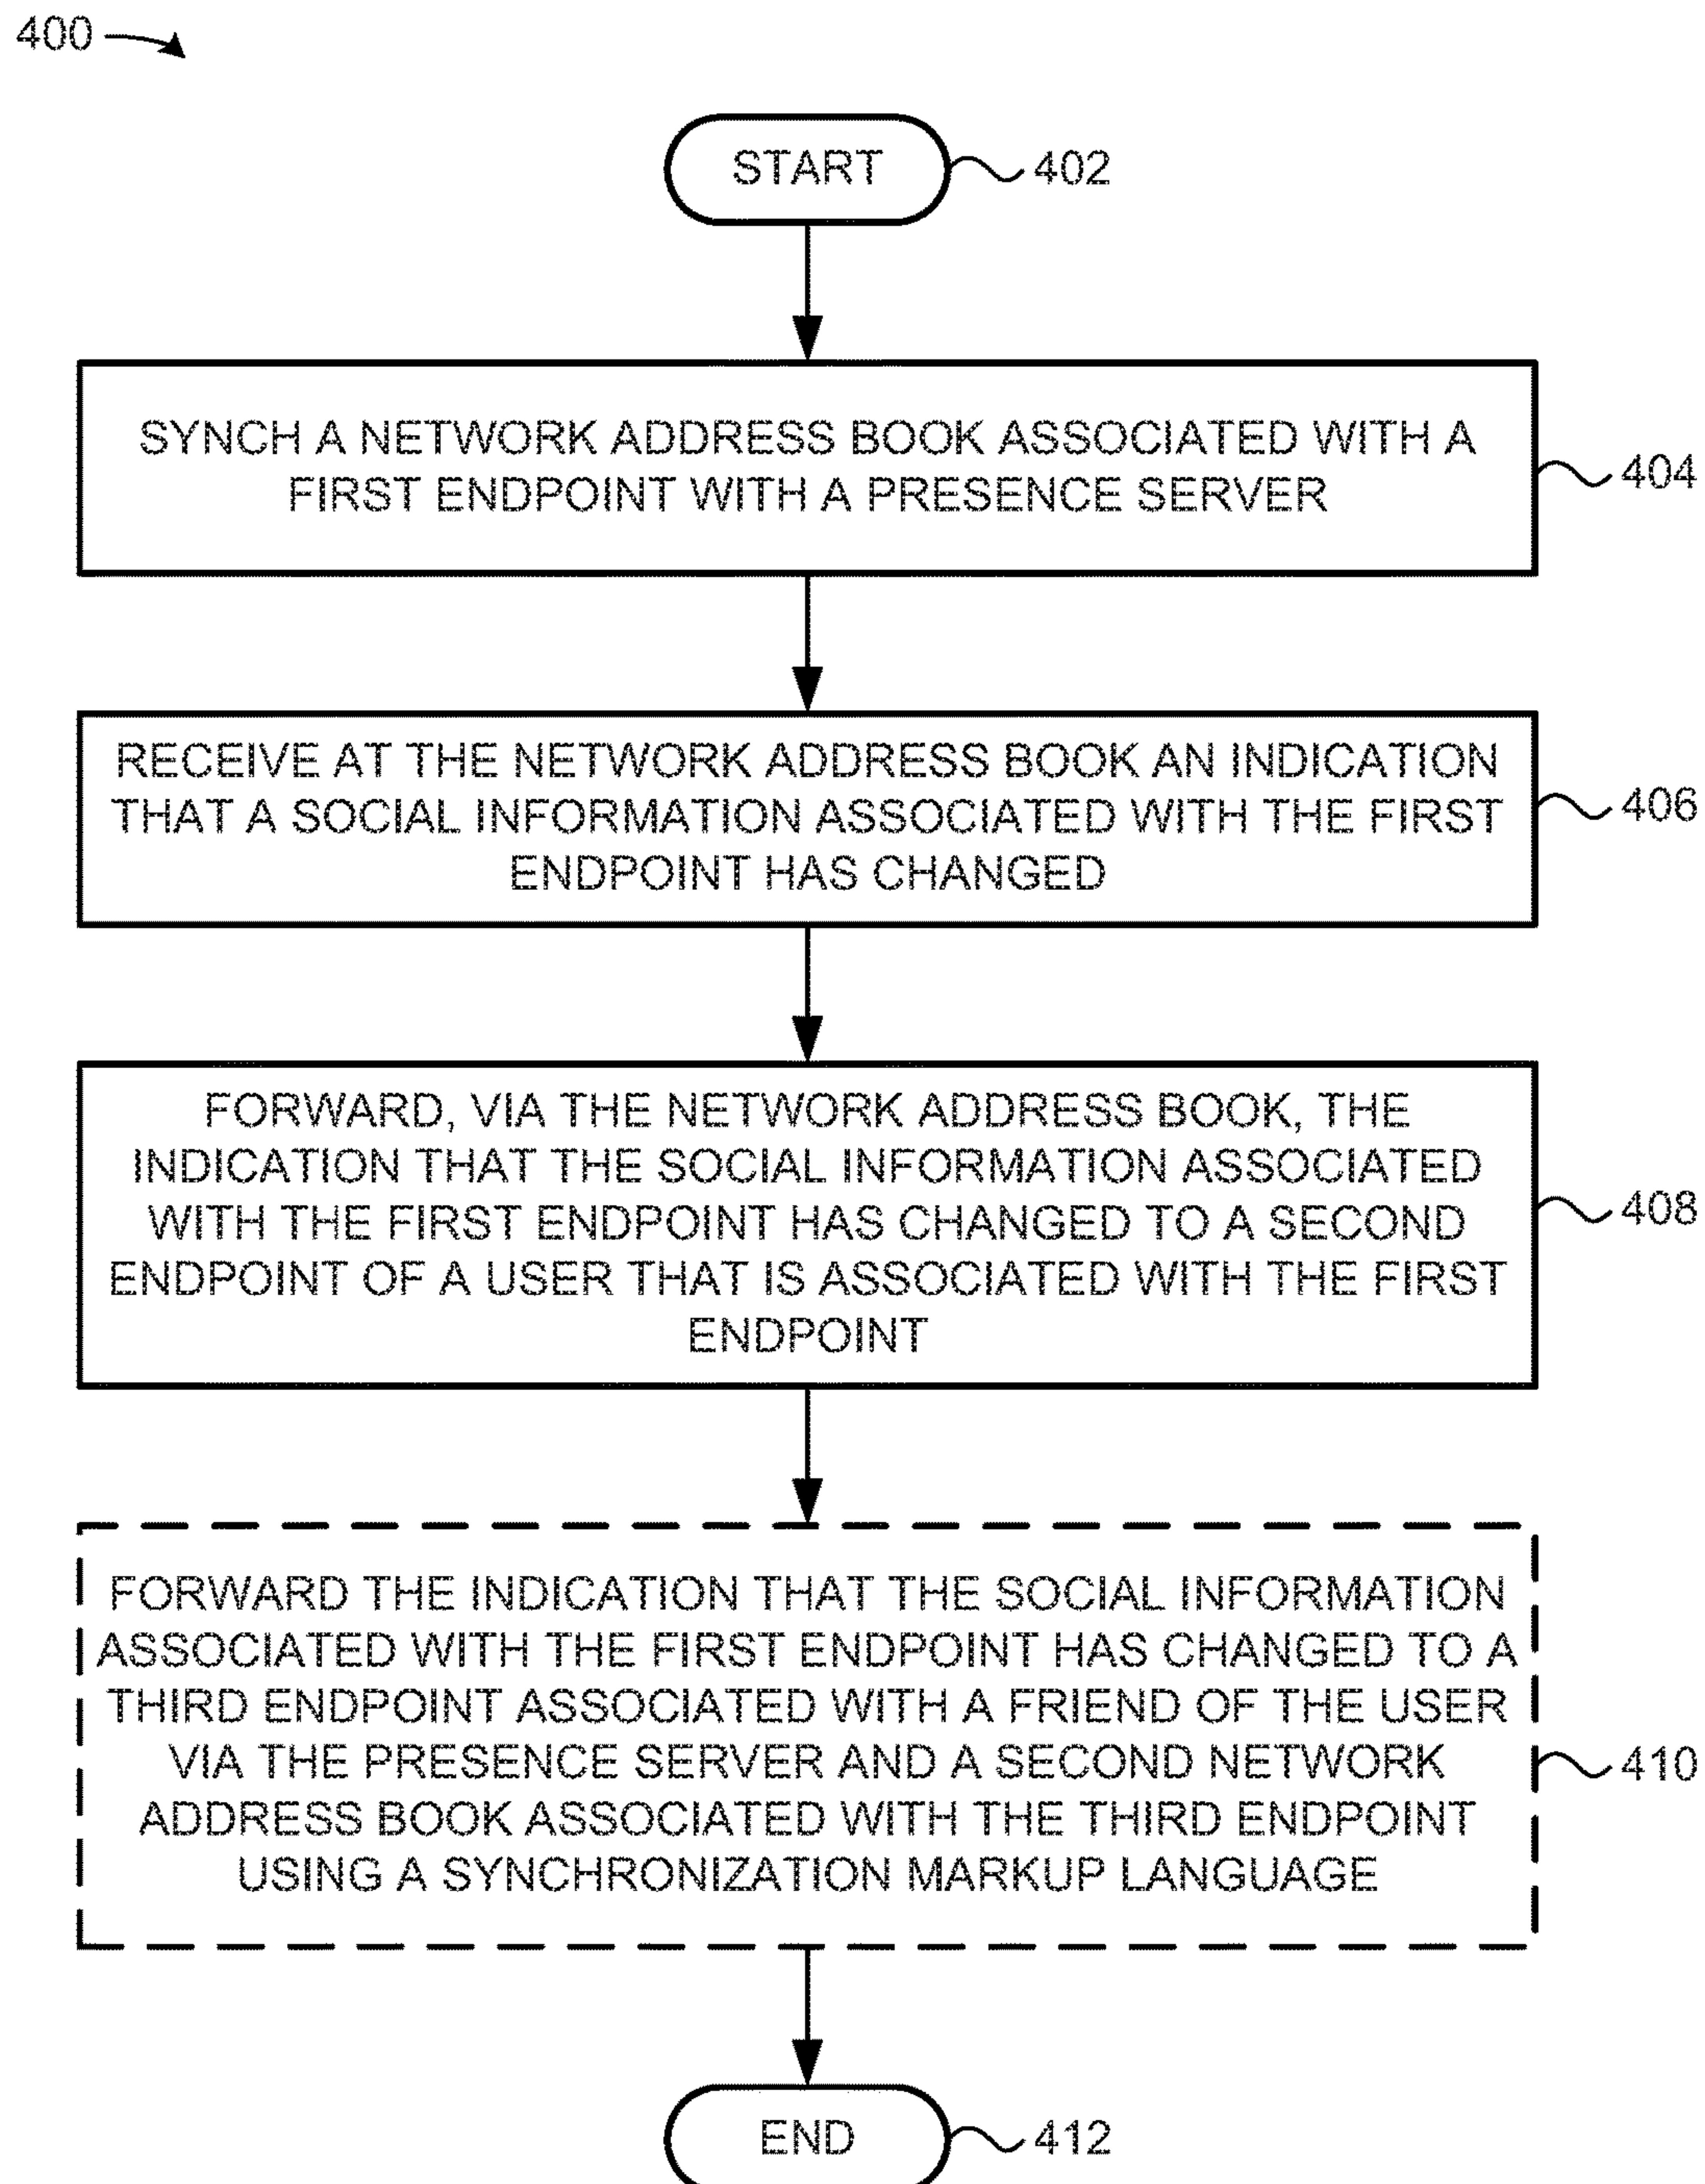 400
START
402
SYNCH A NETWORK ADDRESS BOOK ASSOCIATED WITH A
FIRST ENDPOINT WITH A PRESENCE SERVER
404
RECEIVE AT THE NETWORK ADDRESS BOOK AN INDICATION
THAT A SOCIAL INFORMATION ASSOCIATED WITH THE FIRST
ENDPOINT HAS CHANGED
406
FORWARD, VIA THE NETWORK ADDRESS BOOK, THE
INDICATION THAT THE SOCIAL INFORMATION ASSOCIATED
WITH THE FIRST ENDPOINT HAS CHANGED TO A SECOND
ENDPOINT OF A USER THAT IS ASSOCIATED WITH THE FIRST
ENDPOINT
408
FORWARD THE INDICATION THAT THE SOCIAL INFORMATION
ASSOCIATED WITH THE FIRST ENDPOINT HAS CHANGED TO A
THIRD ENDPOINT ASSOCIATED WITH A FRIEND OF THE USER
VIA THE PRESENCE SERVER AND A SECOND NETWORK
ADDRESS BOOK ASSOCIATED WITH THE THIRD ENDPOINT
USING A SYNCHRONIZATION MARKUP LANGUAGE
410
END
412